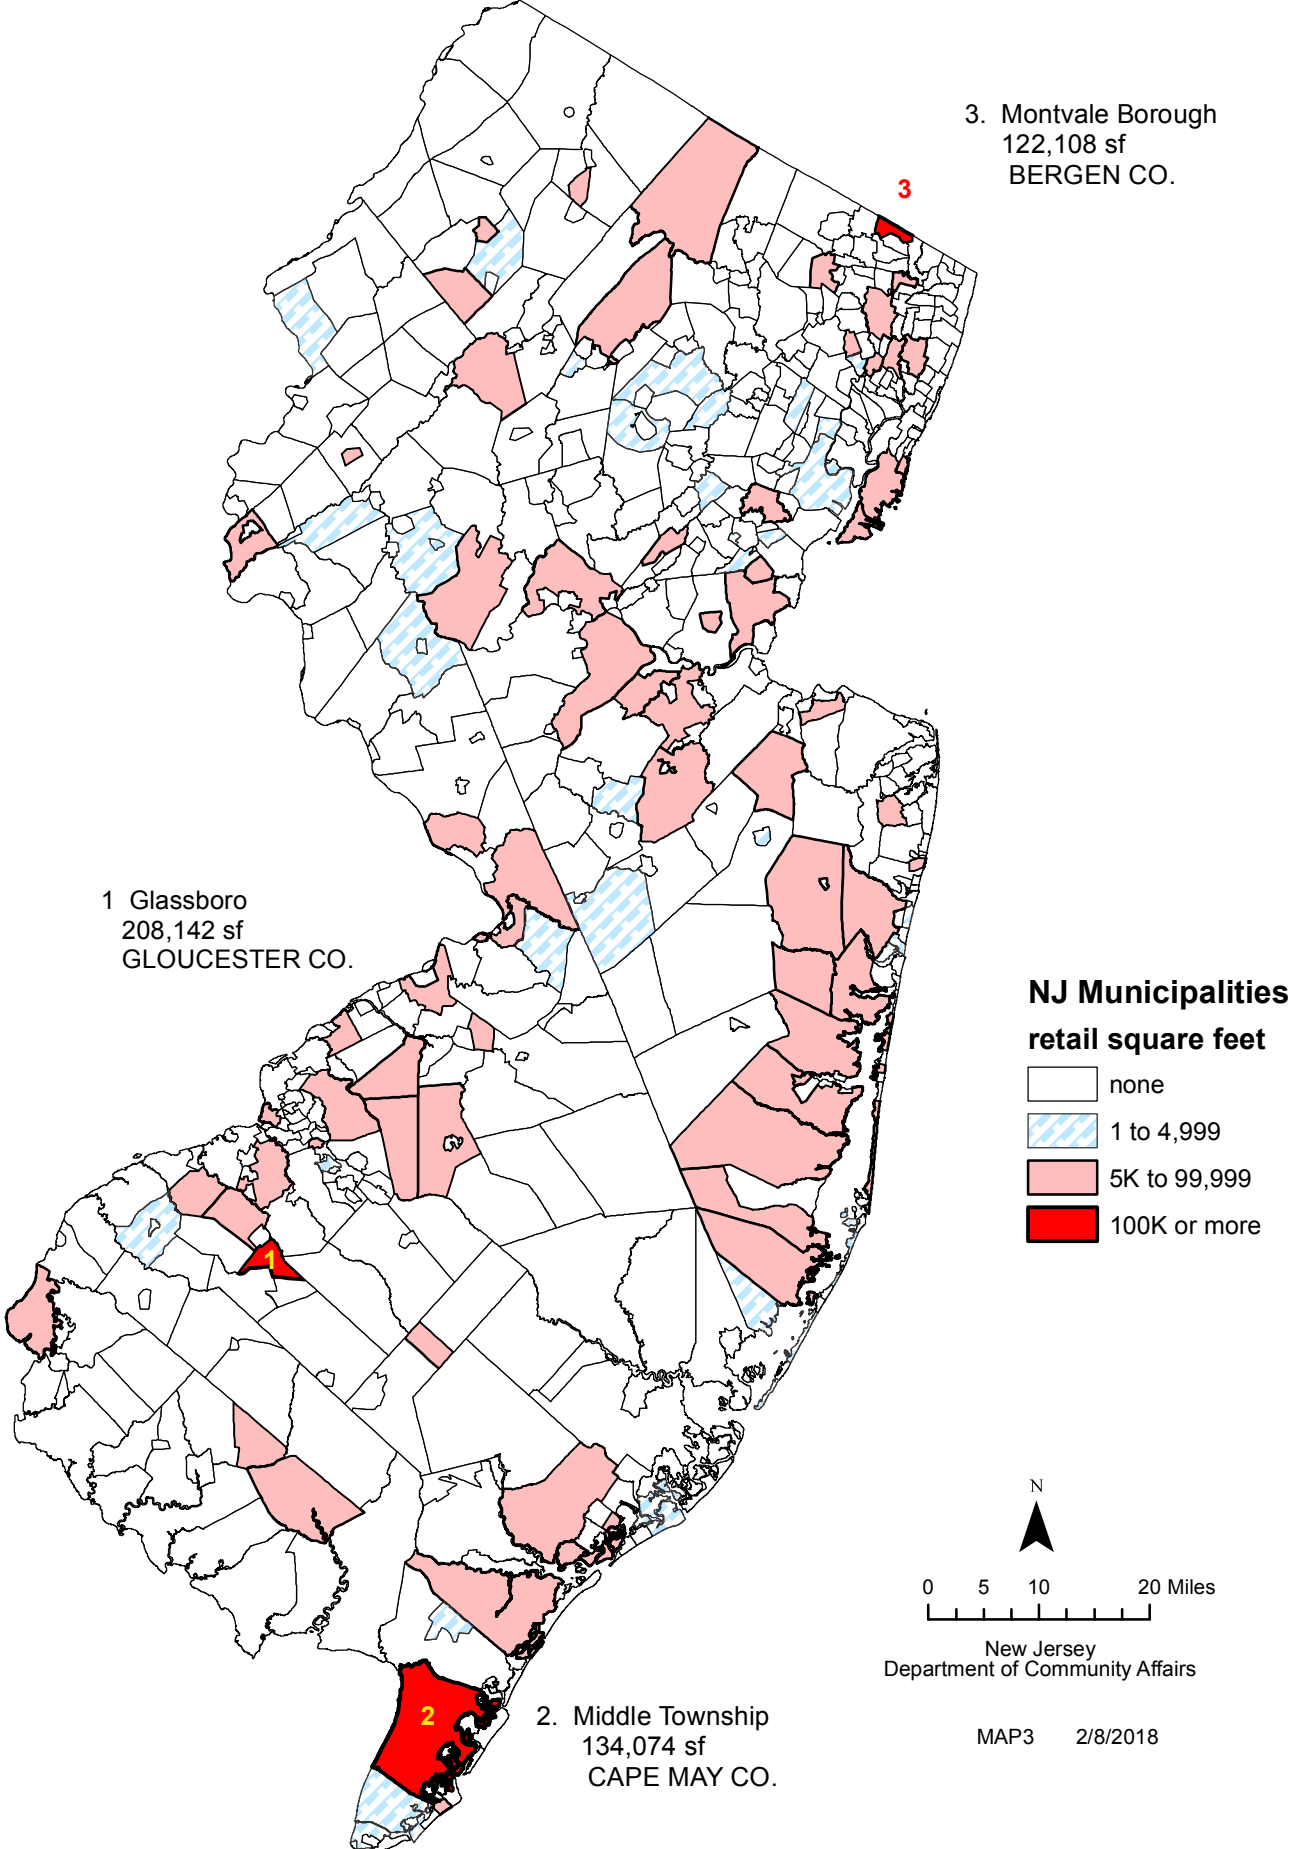 3. Montvale Borough
122,108 sf
BERGEN CO.
3
1 Glassboro
208,142 sf
GLOUCESTER CO.
NJ Municipalities
retail square feet
none
1 to 4,999
5K to 99,999
100K or more
1
N
0 5 10 20 Miles
New Jersey
Department of Community Affairs
2
2. Middle Township
134,074 sf
CAPE MAY CO.
MAP3 2/8/2018